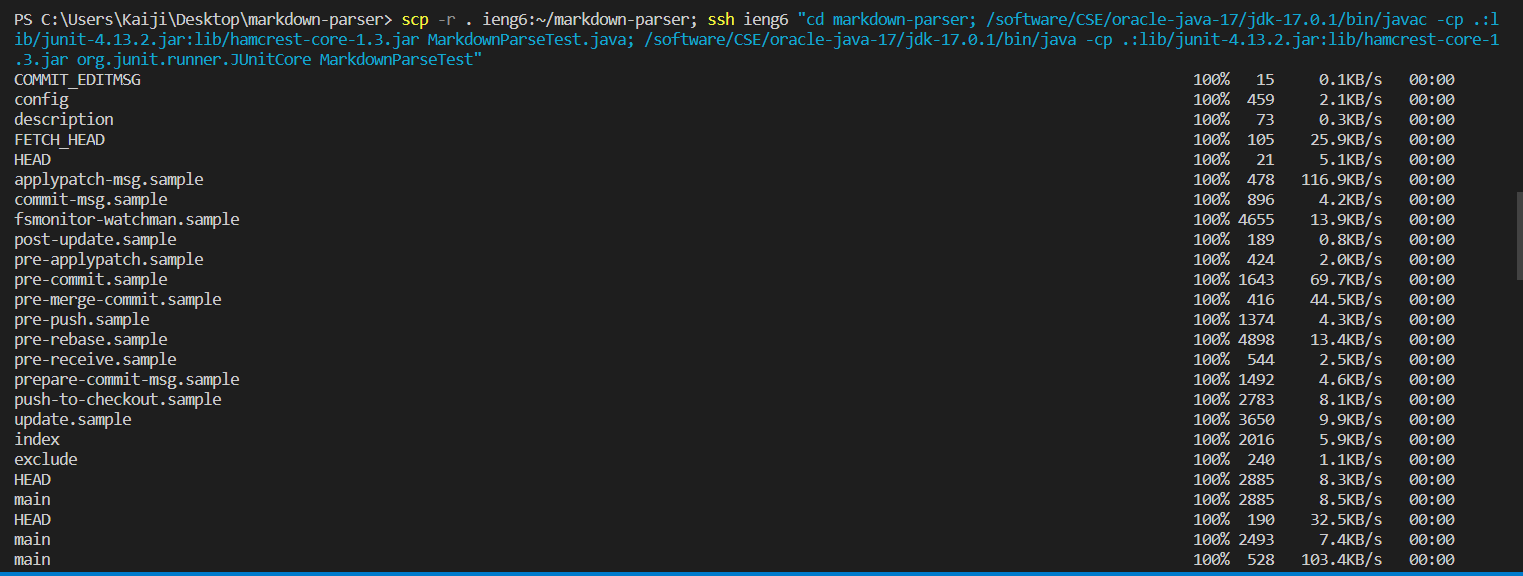 PS C:\Users\Kaiji\Desktop\markdown-parser> scp -r . ieng6:~/markdown-parser; ssh ieng6 "cd markdown-parser; /software/CSE/oracle-java-17/jdk-17.0.1/bin/javac -cp .:l
ib/junit-4.13.2.jar:lib/hamcrest-core-1.3.jar MarkdownParseTest.java; /software/CSE/oracle-java-17/jdk-17.0.1/bin/java -cp .:lib/junit-4.13.2.jar:lib/hamcrest-core-1
.3.jar org.junit.runner.JUnitCore MarkdownParseTest"
COMMIT_EDITMSG 100% 15 0.1KB/s 00:00
config 100% 459 2.1KB/s 00:00
description 100% 73 0.3KB/s 00:00
FETCH_HEAD 100% 105 25.9KB/s 00:00
HEAD 100% 21 5.1KB/s 00:00
applypatch-msg.sample 100% 478 116.9KB/s 00:00
commit-msg.sample 100% 896 4.2KB/s 00:00
fsmonitor-watchman.sample 100% 4655 13.9KB/s 00:00
post-update.sample 100% 189 0.8KB/s 00:00
pre-applypatch.sample 100% 424 2.0KB/s 00:00
pre-commit.sample 100% 1643 69.7KB/s 00:00
pre-merge-commit.sample 100% 416 44.5KB/s 00:00
pre-push.sample 100% 1374 4.3KB/s 00:00
pre-rebase.sample 100% 4898 13.4KB/s 00:00
pre-receive.sample 100% 544 2.5KB/s 00:00
prepare-commit-msg.sample 100% 1492 4.6KB/s 00:00
push-to-checkout.sample 100% 2783 8.1KB/s 00:00
update.sample 100% 3650 9.9KB/s 00:00
index 100% 2016 5.9KB/s 00:00
exclude 100% 240 1.1KB/s 00:00
HEAD 100% 2885 8.3KB/s 00:00
main 100% 2885 8.5KB/s 00:00
HEAD 100% 190 32.5KB/s 00:00
main 100% 2493 7.4KB/s 00:00
main 100% 528 103.4KB/s 00:00